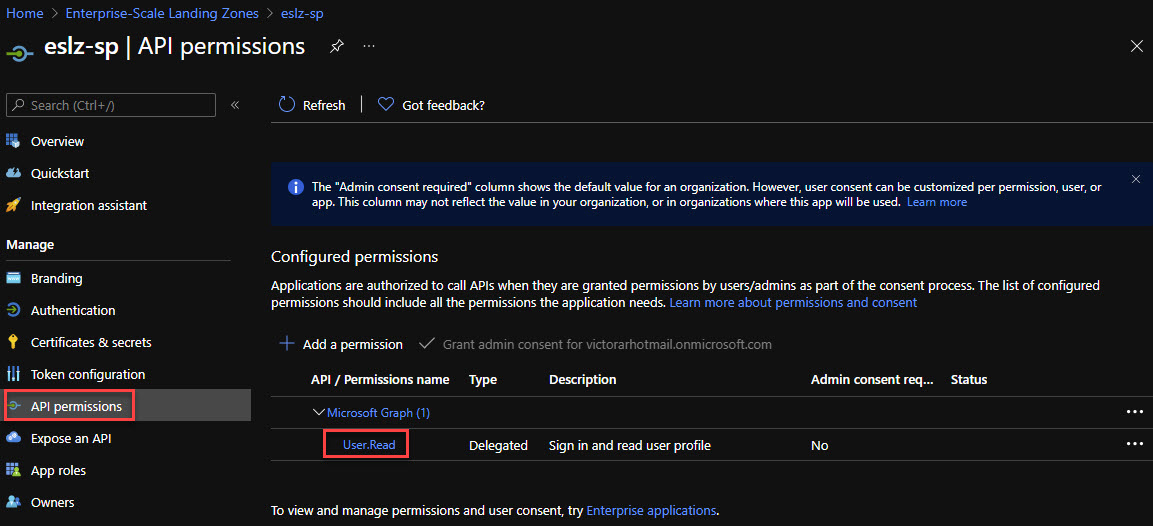 Home > Enterprise-Scale Landing Zones > eslz-sp
eslz-sp | API permissions
Search (Ctrl+/)
Overview
Quickstart
Integration assistant
Manage
Branding
Authentication
Certificates & secrets
Token configuration
API permissions
Expose an API
App roles
Owners
Refresh | Got feedback?
The "Admin consent required" column shows the default value for an organization. However, user consent can be customized per permission, user, or
app. This column may not reflect the value in your organization, or in organizations where this app will be used. Learn more
Configured permissions
Applications are authorized to call APIs when they are granted permissions by users/admins as part of the consent process. The list of configured
permissions should include all the permissions the application needs. Learn more about permissions and consent
Add a permission Grant admin consent for victorarhotmail.onmicrosoft.com
API / Permissions name Type Description Admin consent req... Status
Microsoft Graph (1)
User.Read Delegated Sign in and read user profile No
To view and manage permissions and user consent, try Enterprise applications.